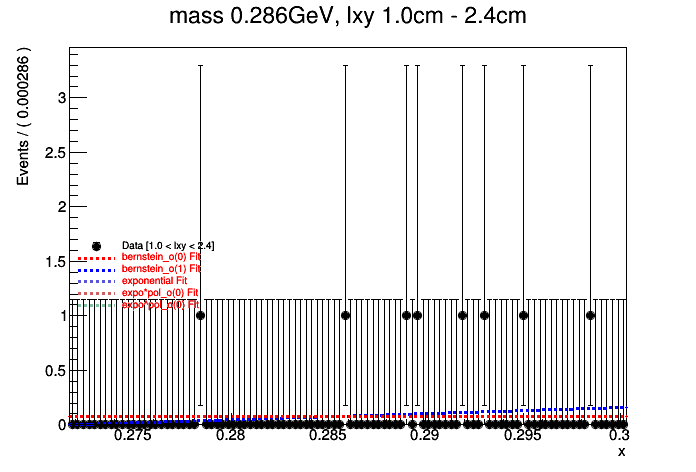 mass 0.286GeV, lxy 1.0cm - 2.4cm
Events / ( 0.000286 )
3
2.5
2
1.5
1
0.5
0
Data [1.0 < lxy < 2.4]
bernstein_o(0) Fit
bernstein_o(1) Fit
exponential Fit
expo*pol_o(0) Fit
0.275 0.28 0.285 0.29 0.295 0.3
x